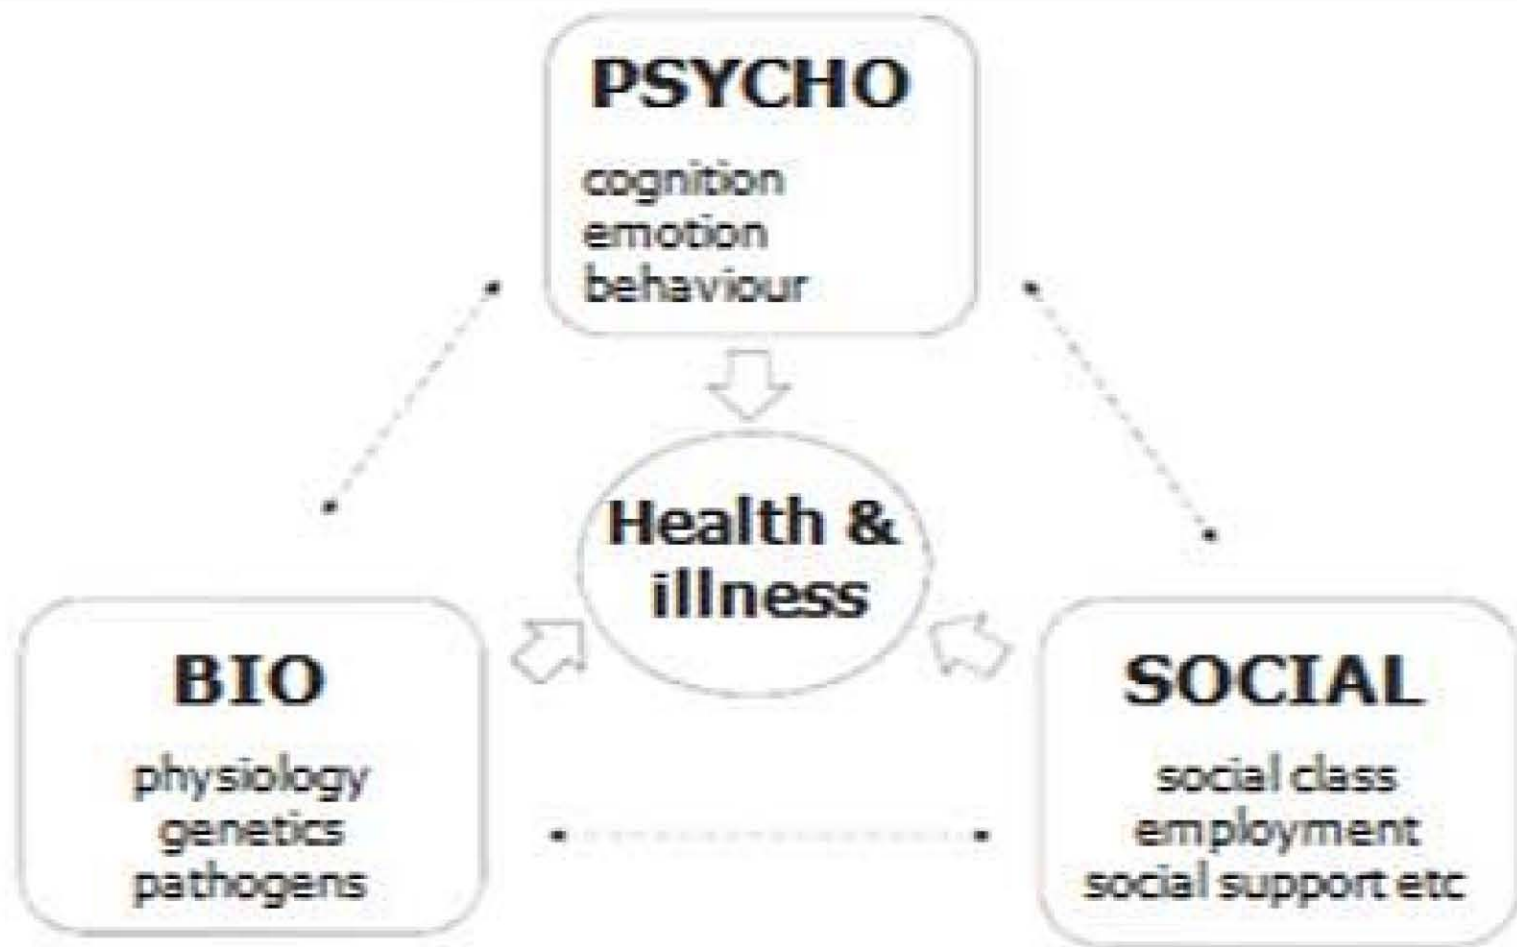 PSYCHO
cognition
emotion
behaviour
Health &
illness
BIO
physiology
genetics
pathogens
SOCIAL
social class
employment
social support etc